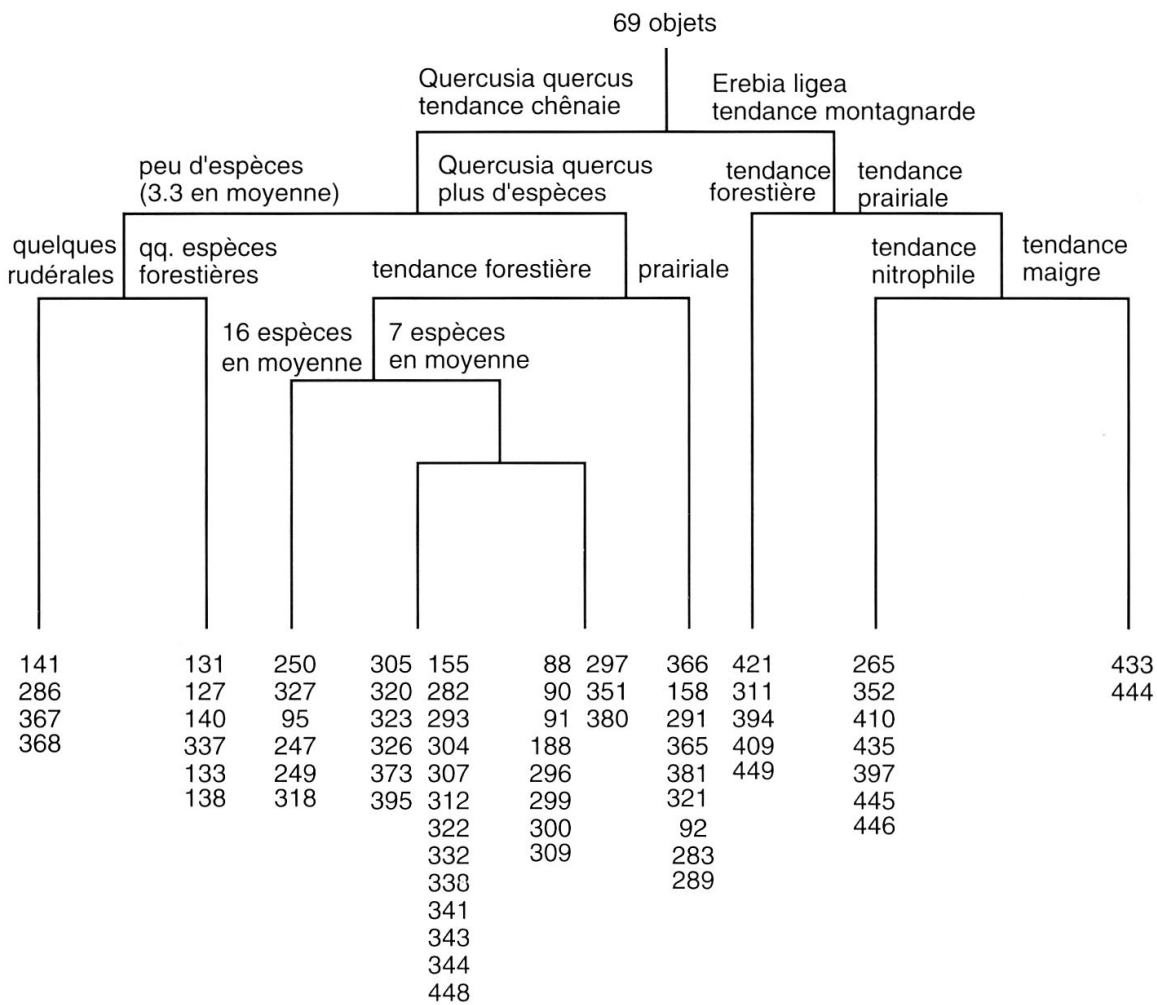 69 objets
Quercusia quercus
tendance chênaie
Erebia ligea
tendance montagnarde
peu d'espèces
(3.3 en moyenne)
Quercusia quercus
plus d'espèces
tendance
forestière
tendance
prairiale
quelques
rudérales
qq. espèces
forestières
tendance forestière
prairiale
tendance
nitrophile
tendance
maigre
16 espèces
en moyenne
7 espèces
en moyenne
141 131 250 305 155 88 297 366 421 265 433
286 127 327 320 282 90 351 158 311 352 444
367 140 95 323 293 91 380 291 394 410
368 337 247 326 304 188 365 409 435
133 249 373 307 296 381 449 397
138 318 395 312 299 321 445
322 300 92 446
332 309 283
338 289
341
343
344
448